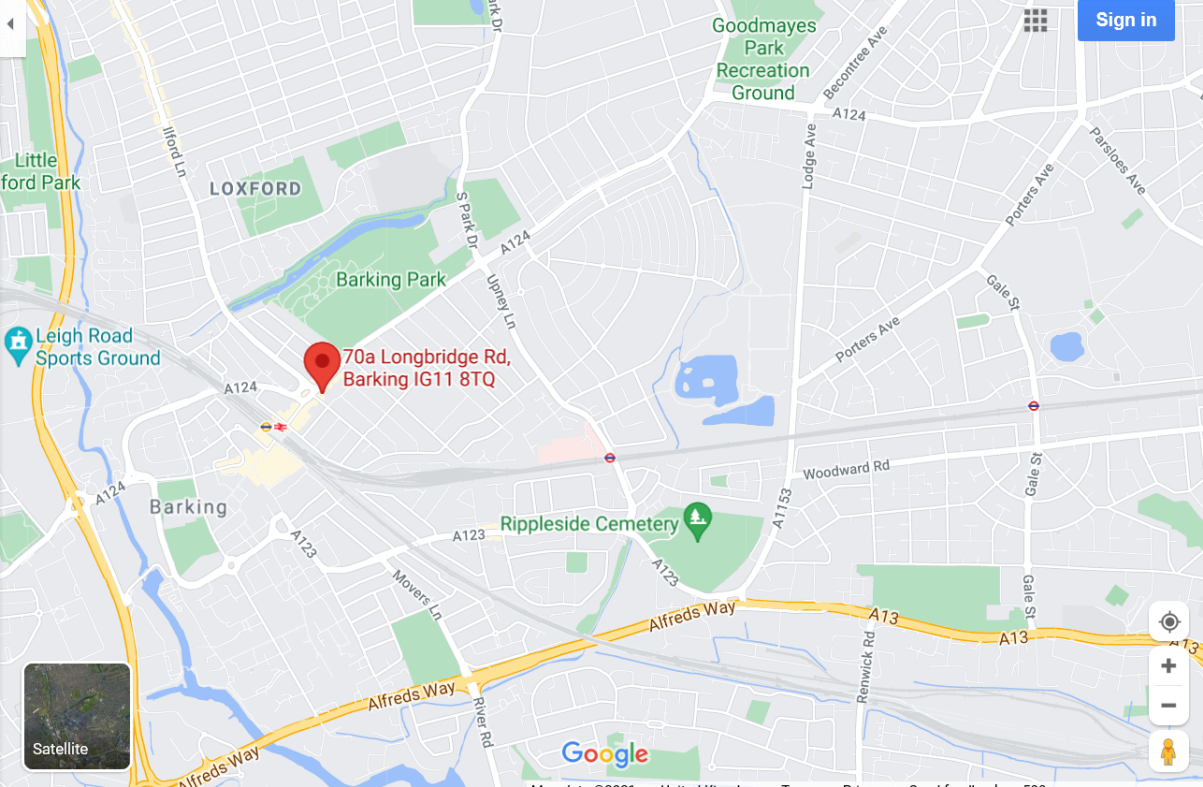 Sign in
Goodmayes
Park
Recreation
Ground
Becontree Ave
A124
Ilford Ln
Lodge Ave
Parsloes Ave
Little
ford Park
LOXFORD
Porters Ave
S Park Dr
A124
Barking Park
Upney Ln
Gale St
Leigh Road
Sports Ground
Porters Ave
70a Longbridge Rd,
Barking IG11 8TQ
A124
Woodward Rd
Gale St
A124
Barking
A1153
Rippleside Cemetery
A123
A123
A123
Movers Ln
Gale St
Alfreds Way
A13
A13
A13
Renwick Rd
Alfreds Way
River Rd
Satellite
Google
Alfreds Way